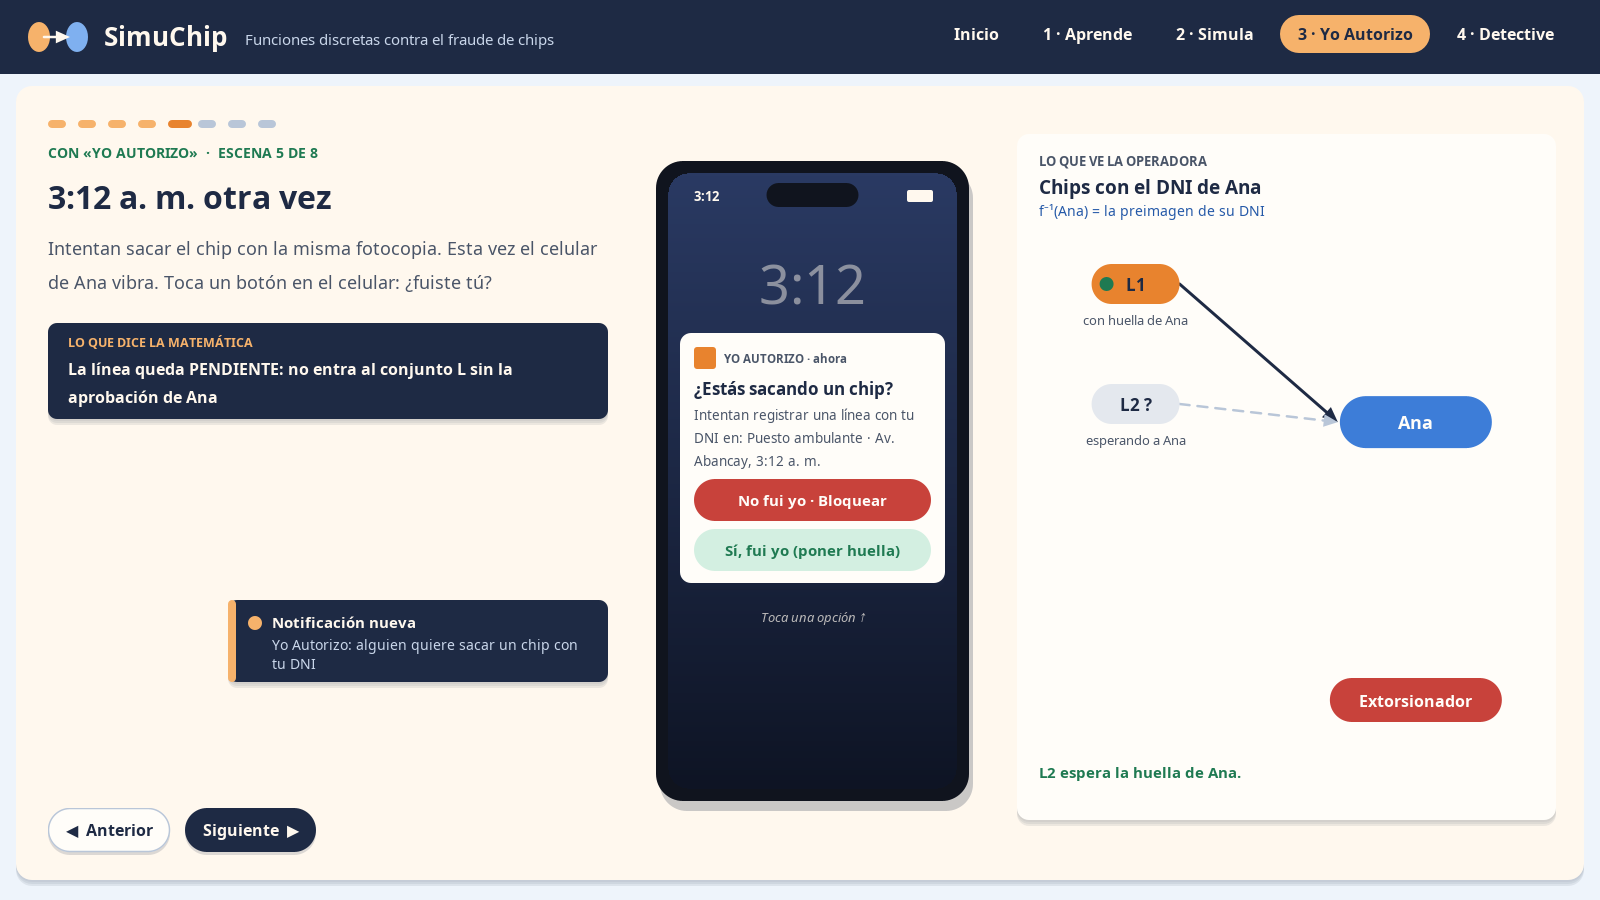 SimuChip
Funciones discretas contra el fraude de chips
Inicio
1 · Aprende
2 · Simula
3 · Yo Autorizo
4 · Detective
CON «YO AUTORIZO» · ESCENA 5 DE 8
3:12 a. m. otra vez
Intentan sacar el chip con la misma fotocopia. Esta vez el celular
de Ana vibra. Toca un botón en el celular: ¿fuiste tú?
LO QUE DICE LA MATEMÁTICA
La línea queda PENDIENTE: no entra al conjunto L sin la
aprobación de Ana
Notificación nueva
Yo Autorizo: alguien quiere sacar un chip con
tu DNI
◀ Anterior
Siguiente ▶
3:12
3:12
YO AUTORIZO · ahora
¿Estás sacando un chip?
Intentan registrar una línea con tu
DNI en: Puesto ambulante · Av.
Abancay, 3:12 a. m.
No fui yo · Bloquear
Sí, fui yo (poner huella)
Toca una opción ↑
LO QUE VE LA OPERADORA
Chips con el DNI de Ana
f⁻¹(Ana) = la preimagen de su DNI
L1
con huella de Ana
L2 ?
esperando a Ana
Ana
Extorsionador
L2 espera la huella de Ana.